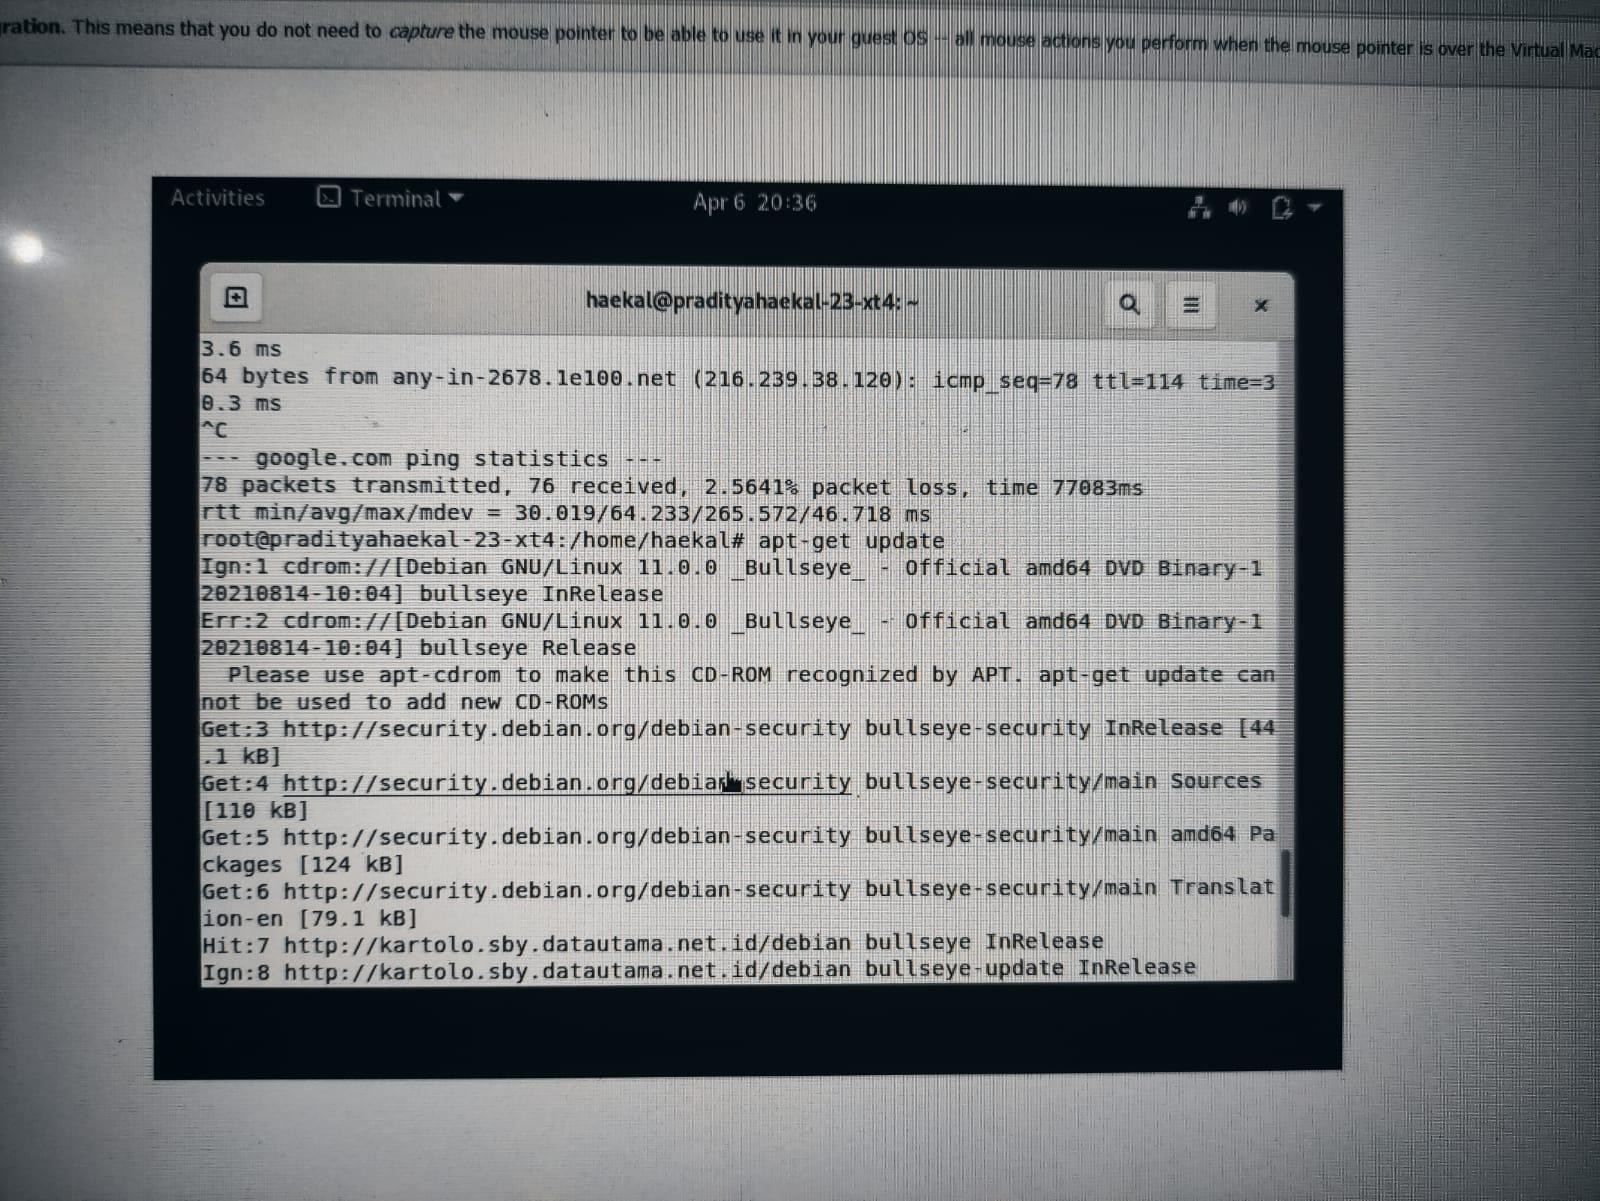 ration. This means that you do not need to capture the mouse pointer to be able to use it in your guest OS -- all mouse actions you perform when the mouse pointer is over the Virtual Mac
Activities Terminal Apr 6 20:36
haekal@pradityahaekal-23-xt4: ~
3.6 ms
64 bytes from any-in-2678.1e100.net (216.239.38.120): icmp_seq=78 ttl=114 time=3
0.3 ms
^C
--- google.com ping statistics ---
78 packets transmitted, 76 received, 2.5641% packet loss, time 77083ms
rtt min/avg/max/mdev = 30.019/64.233/265.572/46.718 ms
root@pradityahaekal-23-xt4:/home/haekal# apt-get update
Ign:1 cdrom://[Debian GNU/Linux 11.0.0 _Bullseye_ - Official amd64 DVD Binary-1
20210814-10:04] bullseye InRelease
Err:2 cdrom://[Debian GNU/Linux 11.0.0 _Bullseye_ - Official amd64 DVD Binary-1
20210814-10:04] bullseye Release
Please use apt-cdrom to make this CD-ROM recognized by APT. apt-get update can
not be used to add new CD-ROMs
Get:3 http://security.debian.org/debian-security bullseye-security InRelease [44
.1 kB]
Get:4 http://security.debian.org/debian-security bullseye-security/main Sources
[110 kB]
Get:5 http://security.debian.org/debian-security bullseye-security/main amd64 Pa
ckages [124 kB]
Get:6 http://security.debian.org/debian-security bullseye-security/main Translat
ion-en [79.1 kB]
Hit:7 http://kartolo.sby.datautama.net.id/debian bullseye InRelease
Ign:8 http://kartolo.sby.datautama.net.id/debian bullseye-update InRelease